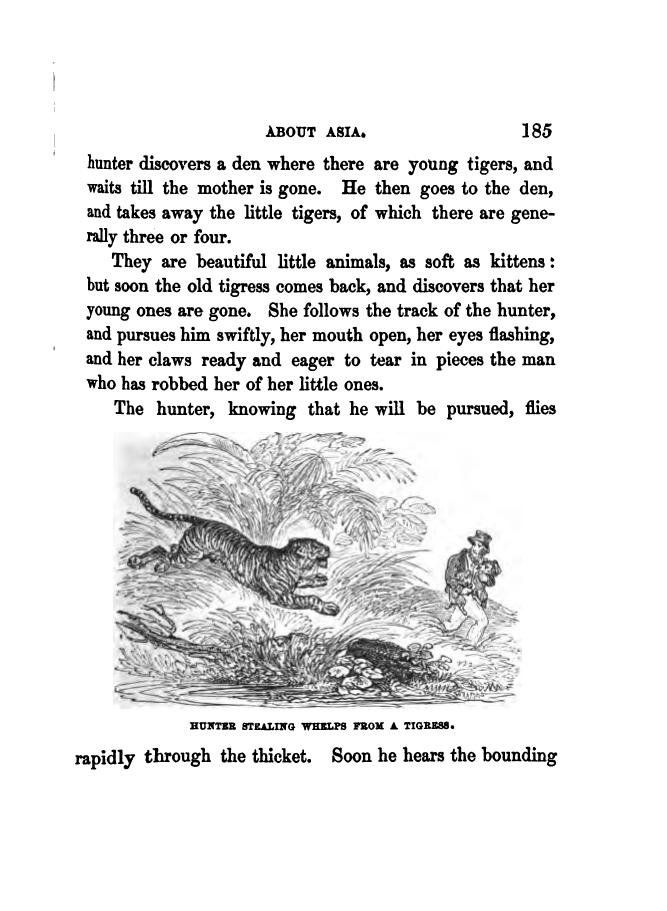 ABOUT ASIA. 185
hunter discovers a den where there are young tigers, and
waits till the mother is gone. He then goes to the den,
and takes away the little tigers, of which there are gene-
rally three or four.
They are beautiful little animals, as soft as kittens:
but soon the old tigress comes back, and discovers that her
young ones are gone. She follows the track of the hunter,
and pursues him swiftly, her mouth open, her eyes flashing,
and her claws ready and eager to tear in pieces the man
who has robbed her of her little ones.
The hunter, knowing that he will be pursued, flies
HUNTER STEALING WHELPS FROM A TIGRESS.
rapidly through the thicket. Soon he hears the bounding